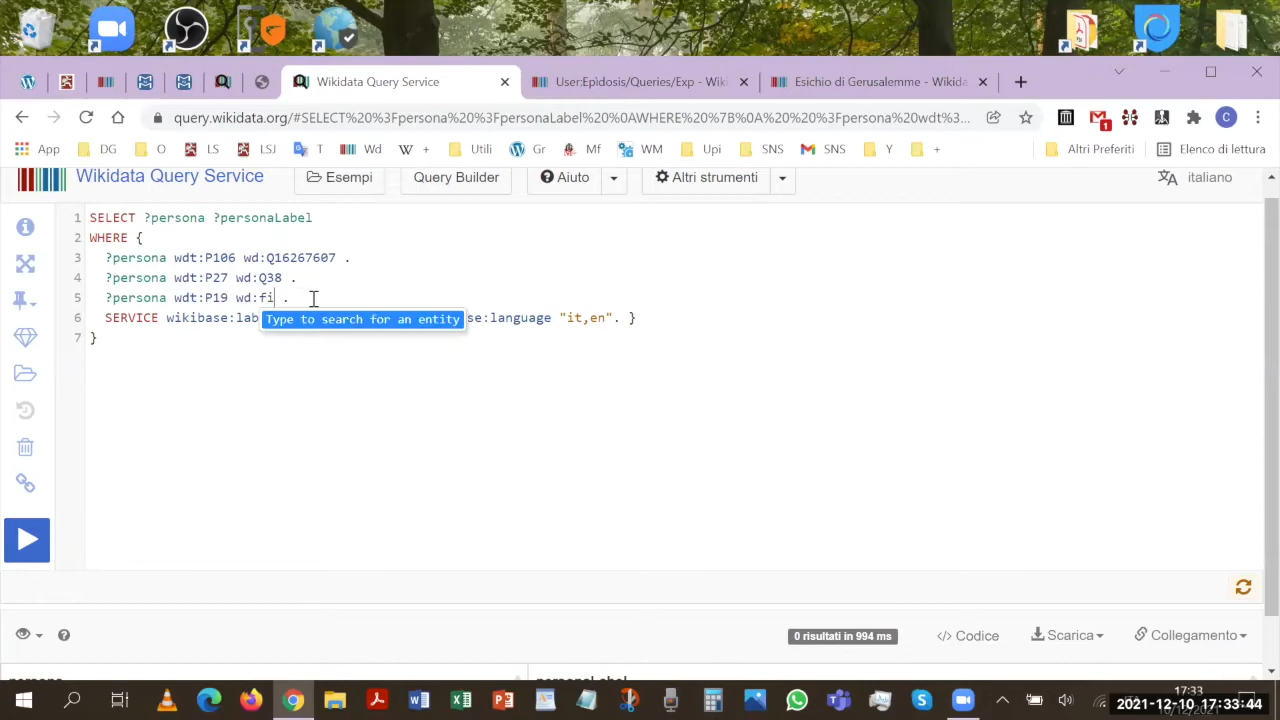 Wikidata Query Service
User:Epìdosis/Queries/Exp - Wiki
Esichio di Gerusalemme - Wikida
query.wikidata.org/#SELECT%20%3Fpersona%20%3FpersonaLabel%20%0AWHERE%20%7B%0A%20%20%3Fpersona%20wdt%3...
1
C
App
DG
O
LS
LSJ
T
Wd
+
Utili
Gr
Mf
WM
Upi
SNS
SNS
Y
+
Altri Preferiti
Elenco di lettura
Wikidata Query Service
Esempi
Query Builder
Aiuto
Altri strumenti
italiano
1 SELECT ?persona ?personaLabel
2 WHERE {
3 ?persona wdt:P106 wd:Q16267607 .
4 ?persona wdt:P27 wd:Q38 .
5 ?persona wdt:P19 wd:fi .
6 SERVICE wikibase:lab se:language "it,en". }
Type to search for an entity
7 }
0 risultati in 994 ms
Codice
Scarica
Collegamento
17:33
2021-12-10 17:33:44